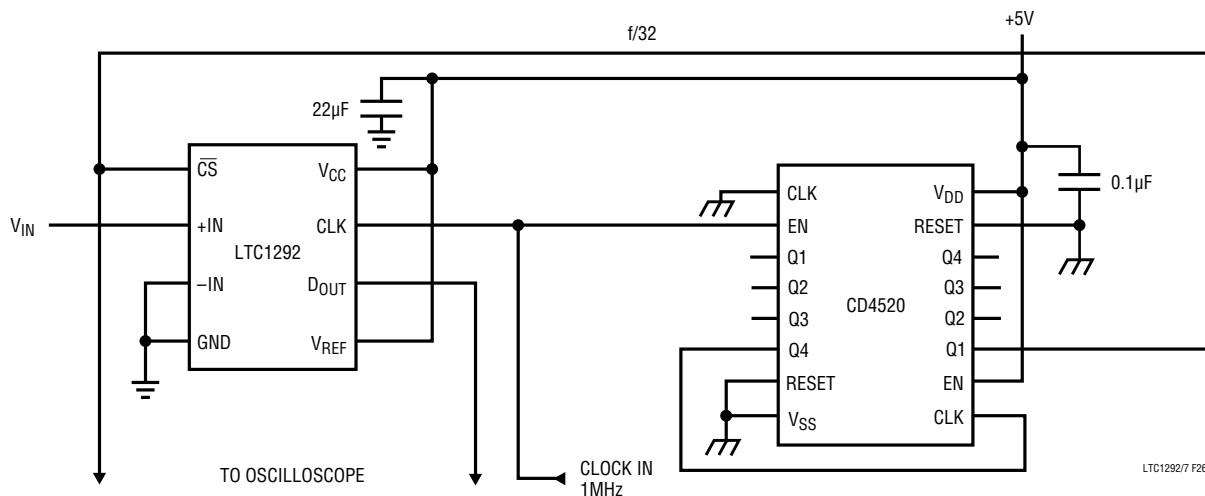 f/32
+5V
22µF
C̅S̅
VCC
CLK
VDD
0.1µF
VIN
+IN
CLK
EN
RESET
LTC1292
Q1
Q4
–IN
DOUT
Q2
CD4520
Q3
Q3
Q2
GND
VREF
Q4
Q1
RESET
EN
VSS
CLK
TO OSCILLOSCOPE
CLOCK IN
1MHz
LTC1292/7 F26